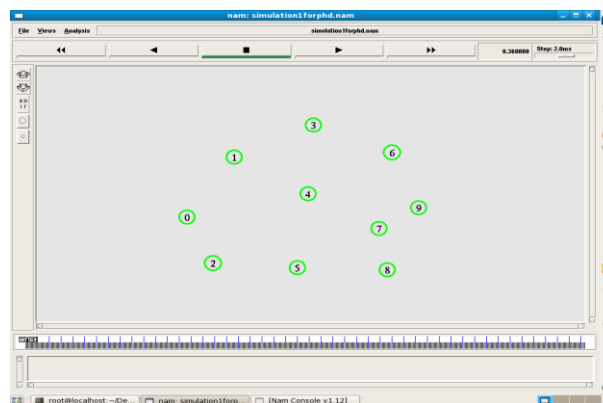 nam: simulation1forphd.nam
File Views Analysis simulation1forphd.nam
0.360000 Step: 2.0ms
3
1 6
4
9
0
7
2 5 8
root@localhost:~/De... nam: simulation1forp... [Nam Console v1.12]